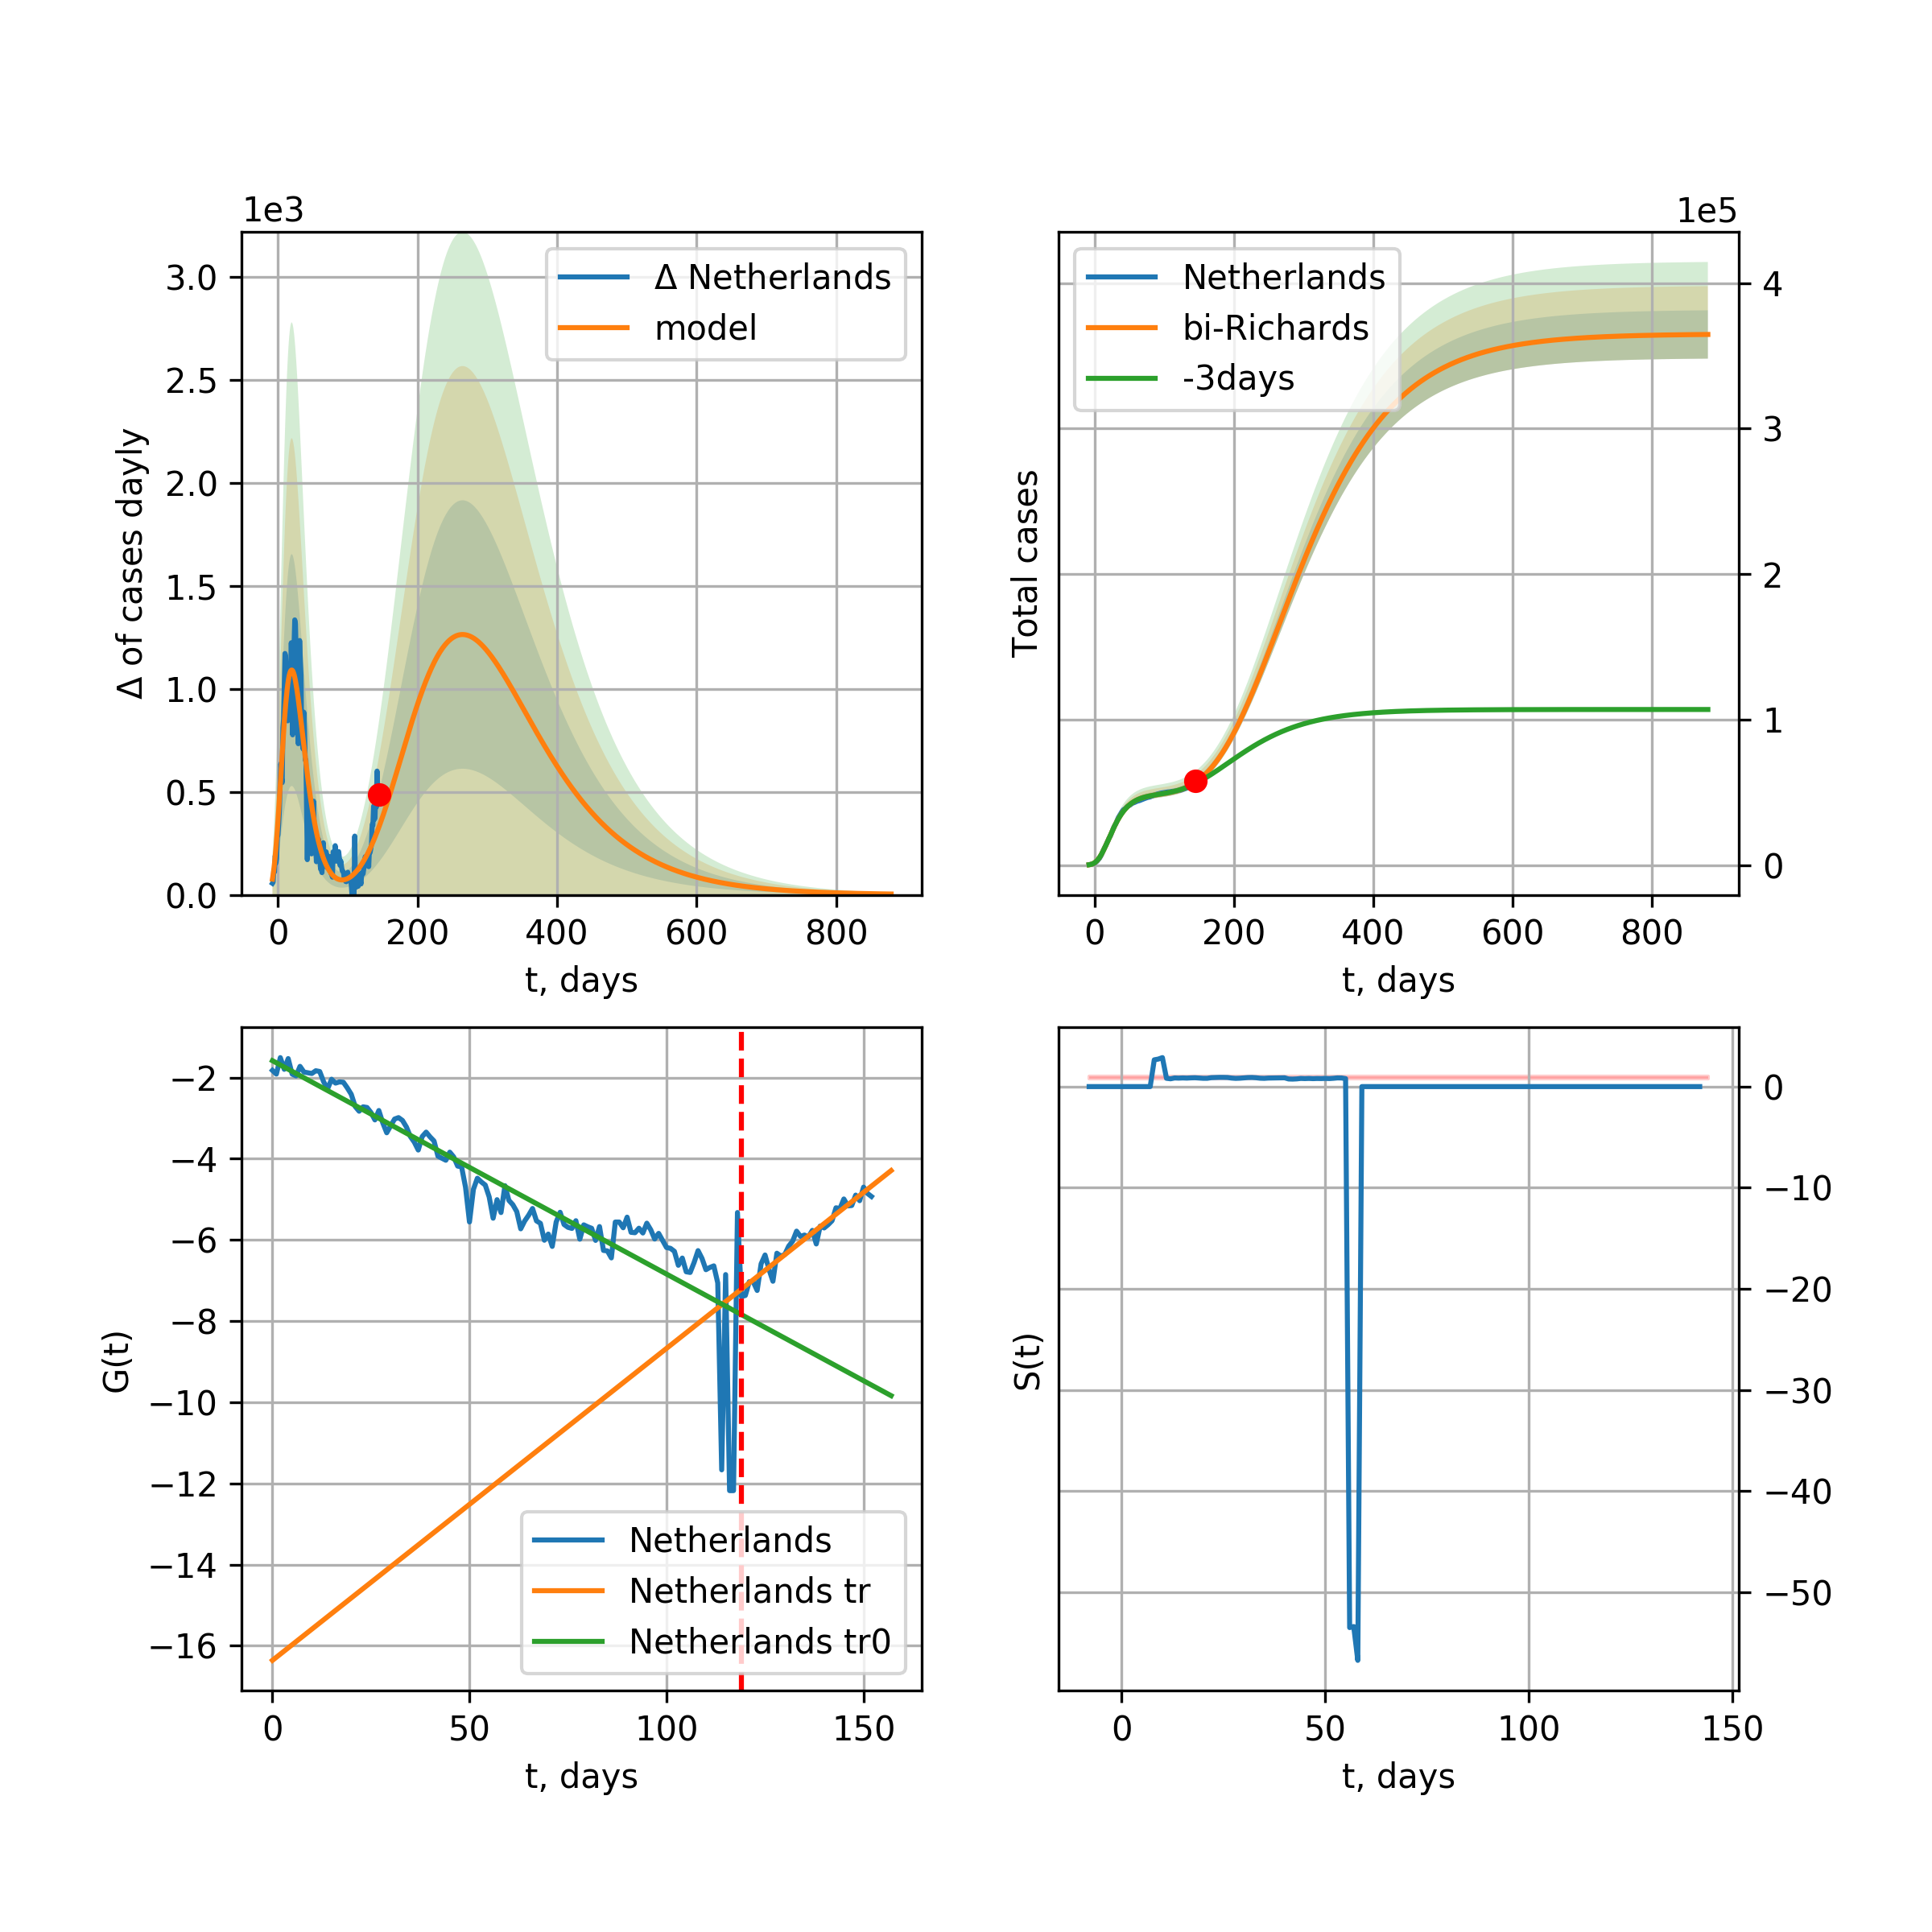 1e3
Δ of cases dayly
3.0
2.5
2.0
1.5
1.0
0.5
0.0
0 200 400 600 800
t, days
Δ Netherlands
model
1e5
Total cases
4
3
2
1
0
0 200 400 600 800
t, days
Netherlands
bi-Richards
-3days
G(t)
−2
−4
−6
−8
−10
−12
−14
−16
0 50 100 150
t, days
Netherlands
Netherlands tr
Netherlands tr0
S(t)
0
−10
−20
−30
−40
−50
0 50 100 150
t, days